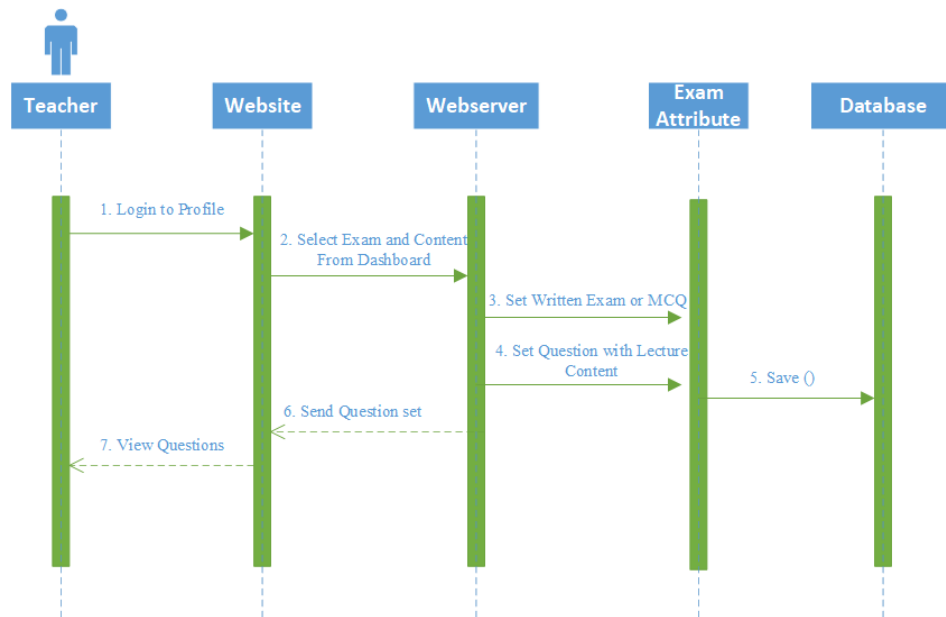 Teacher
Website
Webserver
Exam
Attribute
Database
1. Login to Profile
2. Select Exam and Content
From Dashboard
3. Set Written Exam or MCQ
4. Set Question with Lecture
Content
5. Save ()
6. Send Question set
7. View Questions